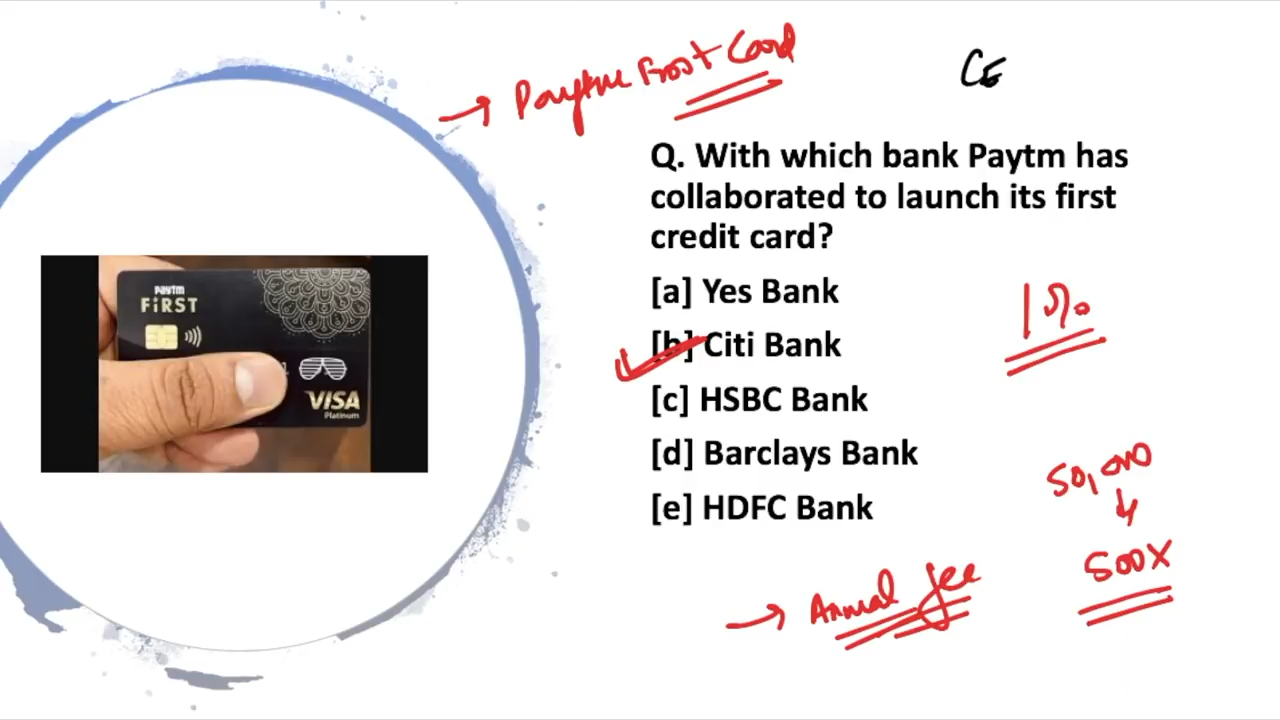 Paytm First Card
Q. With which bank Paytm has
collaborated to launch its first
credit card?
[a] Yes Bank
[b] Citi Bank
[c] HSBC Bank
[d] Barclays Bank
[e] HDFC Bank
1%
50,000
500X
Annual fee
paytm
FiRST
VISA
Platinum